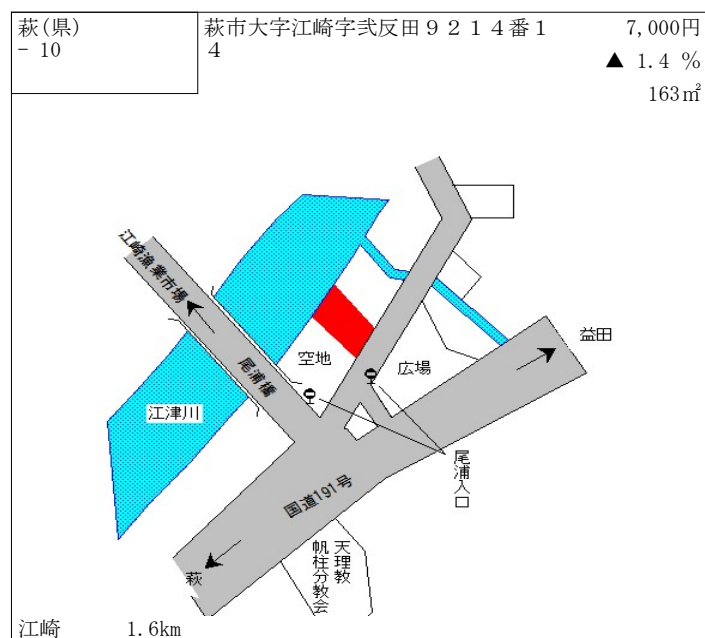 萩(県)
－10
萩市大字江崎字弐反田９２１４番１
４
7,000円
▲ 1.4 %
163㎡
江崎漁業市場
尾浦橋
江津川
空地
広場
益田
尾浦入口
国道191号
萩
天理教
帆柱分教会
江崎　1.6km